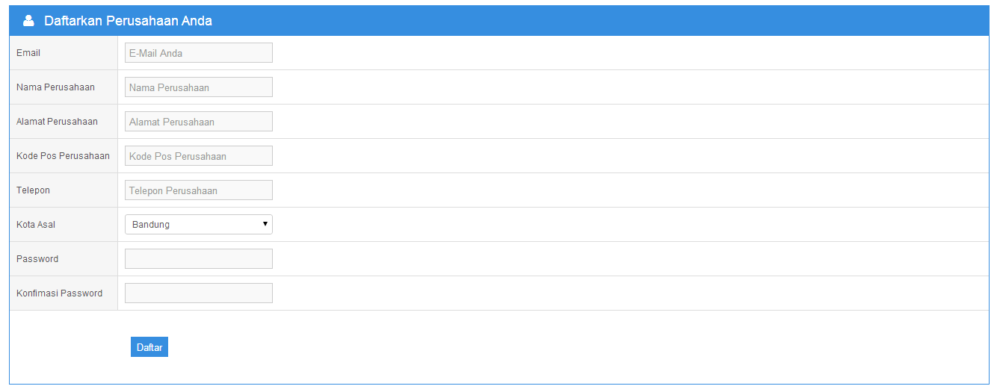 Daftarkan Perusahaan Anda
Email E-Mail Anda
Nama Perusahaan Nama Perusahaan
Alamat Perusahaan Alamat Perusahaan
Kode Pos Perusahaan Kode Pos Perusahaan
Telepon Telepon Perusahaan
Kota Asal Bandung
Password
Konfimasi Password
Daftar